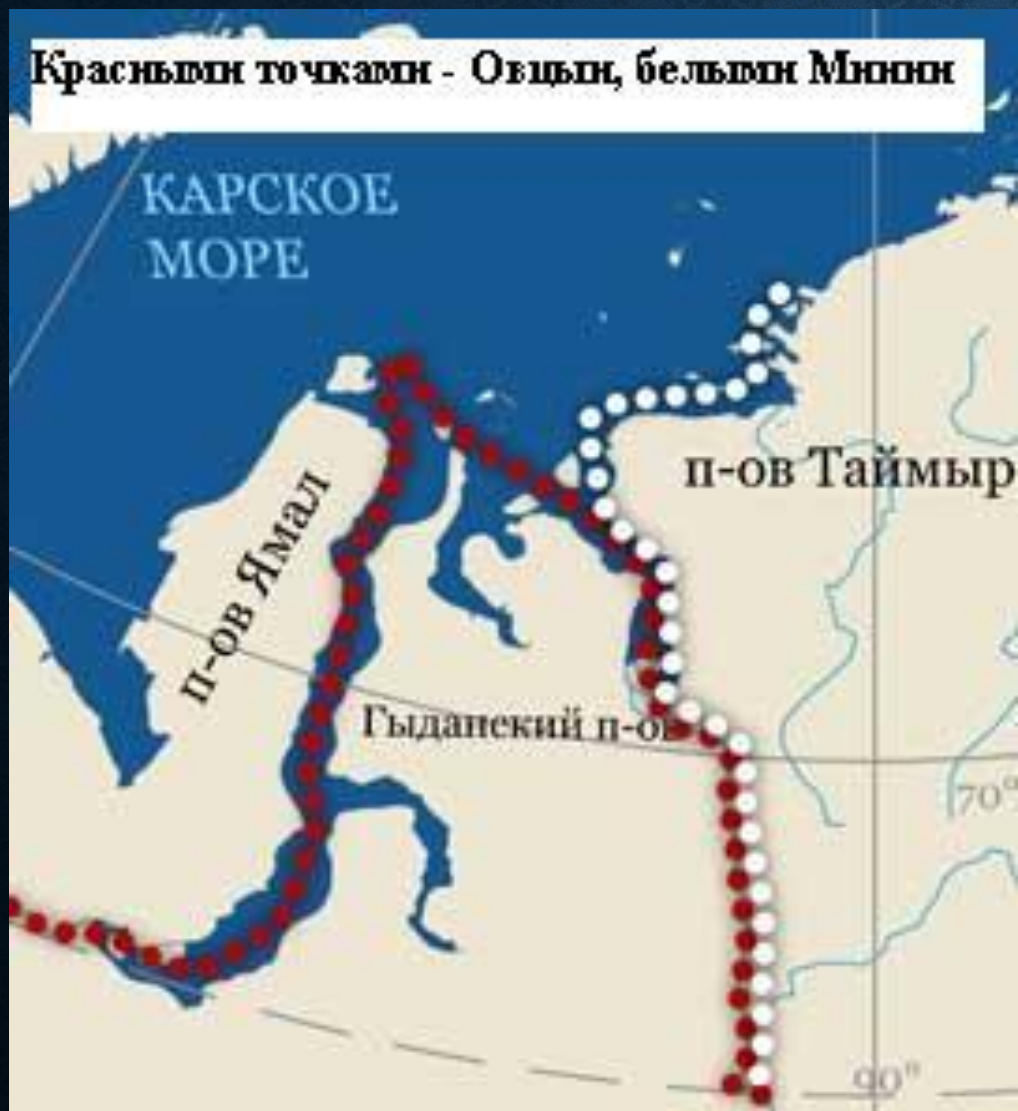 Красными точками - Овцын, белыми Минин
КАРСКОЕ
МОРЕ
п-ов Таймыр
п-ов Ямал
Гыданский п-ов
70°
90°